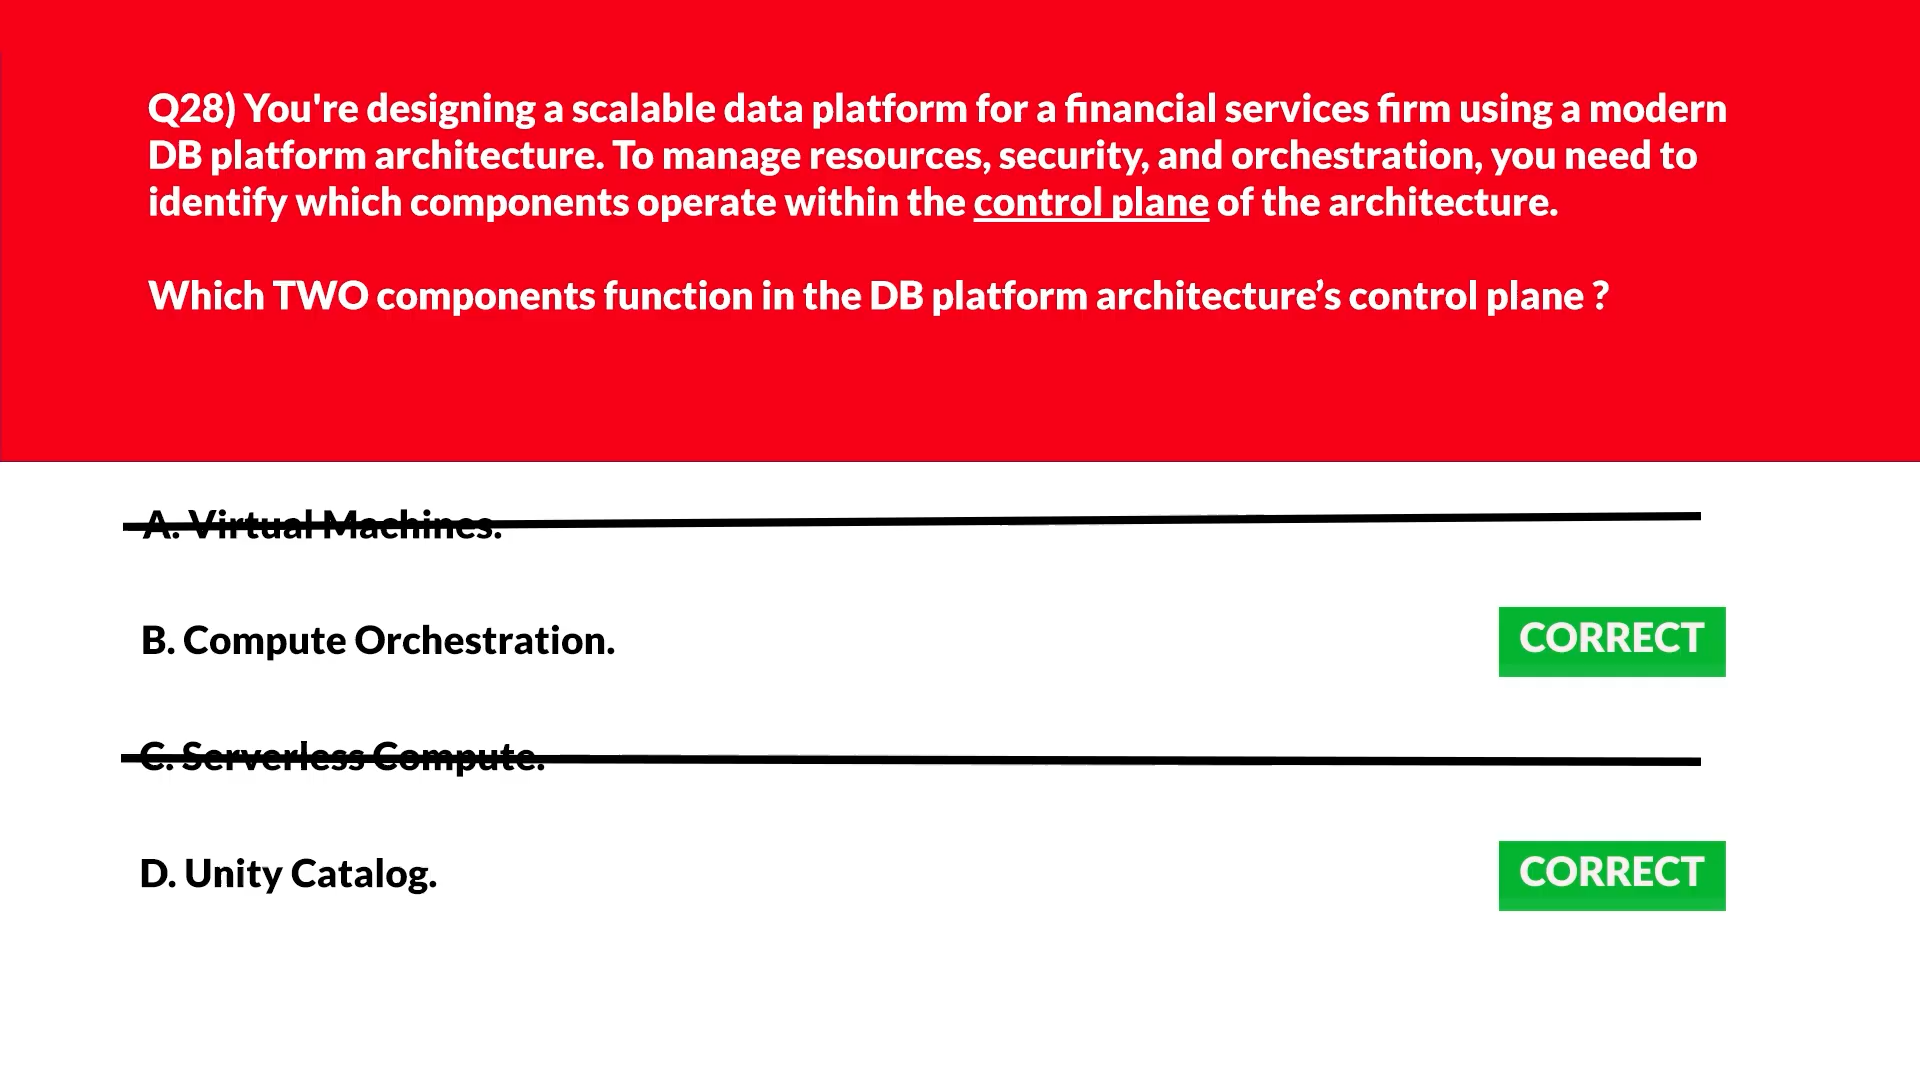 Q28) You're designing a scalable data platform for a financial services firm using a modern
DB platform architecture. To manage resources, security, and orchestration, you need to
identify which components operate within the control plane of the architecture.
Which TWO components function in the DB platform architecture’s control plane ?
A. Virtual Machines.
B. Compute Orchestration.
CORRECT
C. Serverless Compute.
D. Unity Catalog.
CORRECT